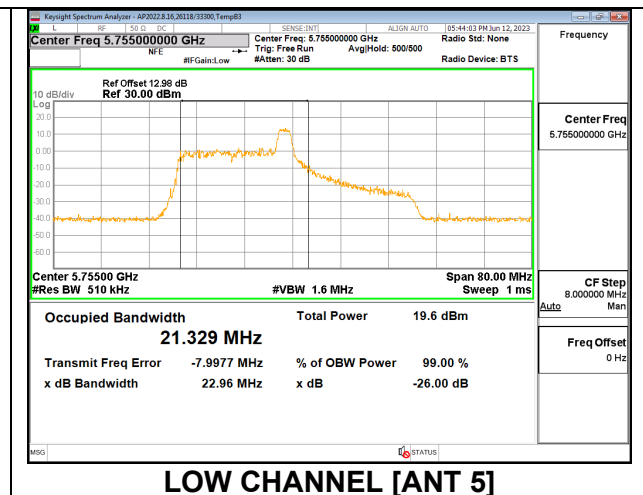 Keysight Spectrum Analyzer - AP2022.8.16,26118/33300,TempB3
LXI L RF 50 Ω DC SENSE:INT ALIGN AUTO 05:44:03 PM Jun 12, 2023
Center Freq 5.755000000 GHz Center Freq: 5.755000000 GHz Radio Std: None
NFE Trig: Free Run Avg|Hold: 500/500
#IFGain:Low #Atten: 30 dB Radio Device: BTS
Frequency
Ref Offset 12.98 dB
10 dB/div Ref 30.00 dBm
Log
20.0
10.0
0.00
-10.0
-20.0
-30.0
-40.0
-50.0
-60.0
Center Freq
5.755000000 GHz
Center 5.75500 GHz Span 80.00 MHz
#Res BW 510 kHz #VBW 1.6 MHz Sweep 1 ms
CF Step
8.000000 MHz
Auto Man
Occupied Bandwidth Total Power 19.6 dBm
21.329 MHz
Transmit Freq Error -7.9977 MHz % of OBW Power 99.00 %
x dB Bandwidth 22.96 MHz x dB -26.00 dB
Freq Offset
0 Hz
MSG STATUS
LOW CHANNEL [ANT 5]